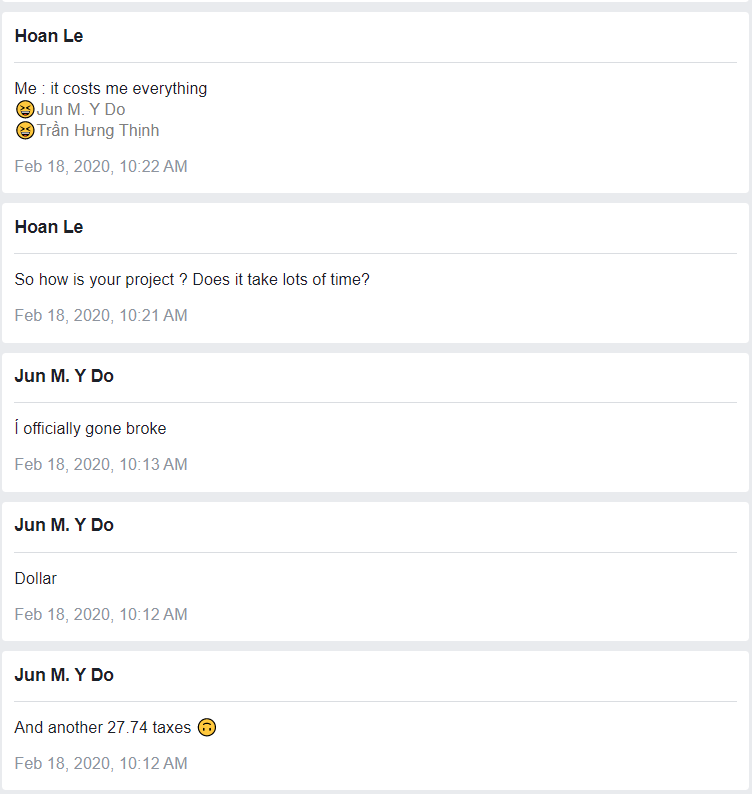 Hoan Le
Me : it costs me everything
😆Jun M. Y Do
😆Trần Hưng Thịnh
Feb 18, 2020, 10:22 AM
Hoan Le
So how is your project ? Does it take lots of time?
Feb 18, 2020, 10:21 AM
Jun M. Y Do
Í officially gone broke
Feb 18, 2020, 10:13 AM
Jun M. Y Do
Dollar
Feb 18, 2020, 10:12 AM
Jun M. Y Do
And another 27.74 taxes 🙃
Feb 18, 2020, 10:12 AM